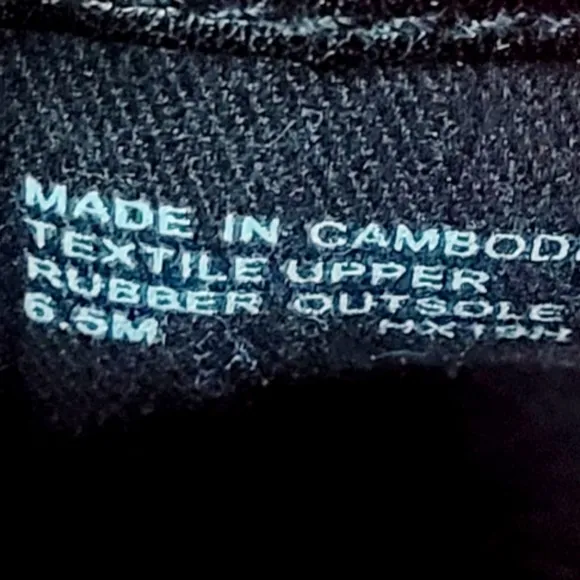 MADE IN CAMBOD
TEXTILE UPPER
RUBBER OUTSOLE
6.5M